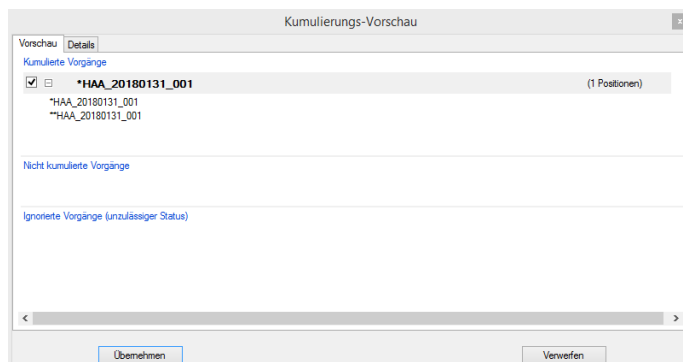 Kumulierungs-Vorschau
x
Vorschau Details
Kumulierte Vorgänge
*HAA_20180131_001 (1 Positionen)
*HAA_20180131_001
**HAA_20180131_001
Nicht kumulierte Vorgänge
Ignorierte Vorgänge (unzulässiger Status)
Übernehmen Verwerfen